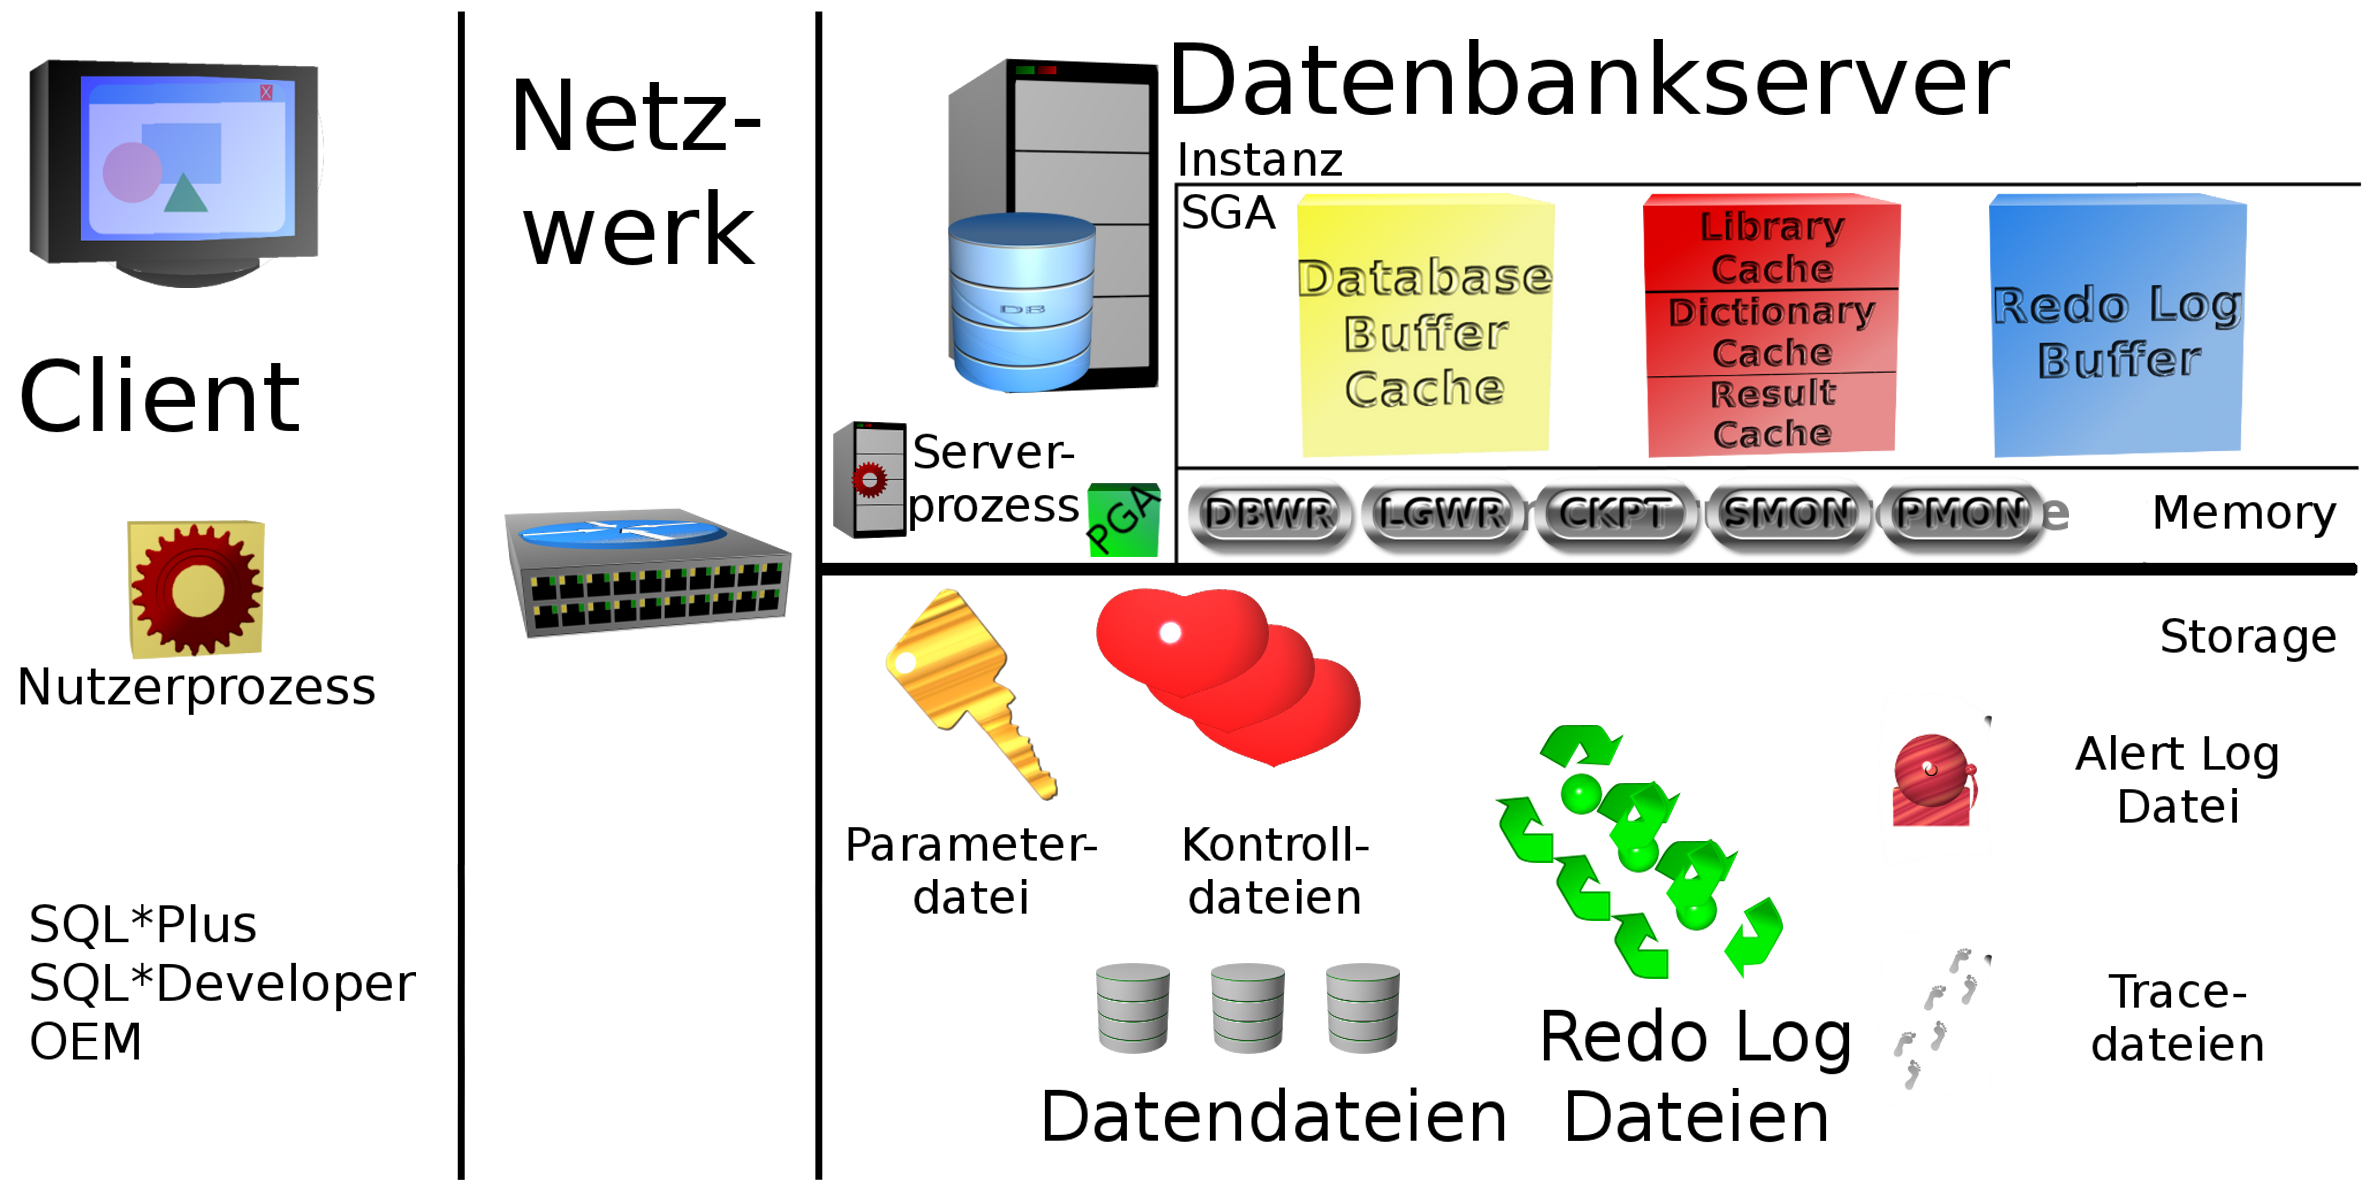 Client
Nutzerprozess
SQL*Plus
SQL*Developer
OEM
Netz-
werk
Datenbankserver
DB
Instanz
SGA
Database
Buffer
Cache
Library
Cache
Dictionary
Cache
Result
Cache
Redo Log
Buffer
Server-
prozess
PGA
DBWR LGWR CKPT SMON PMON
Memory
Storage
Parameter-
datei
Kontroll-
dateien
Datendateien
Redo Log
Dateien
Alert Log
Datei
Trace-
dateien